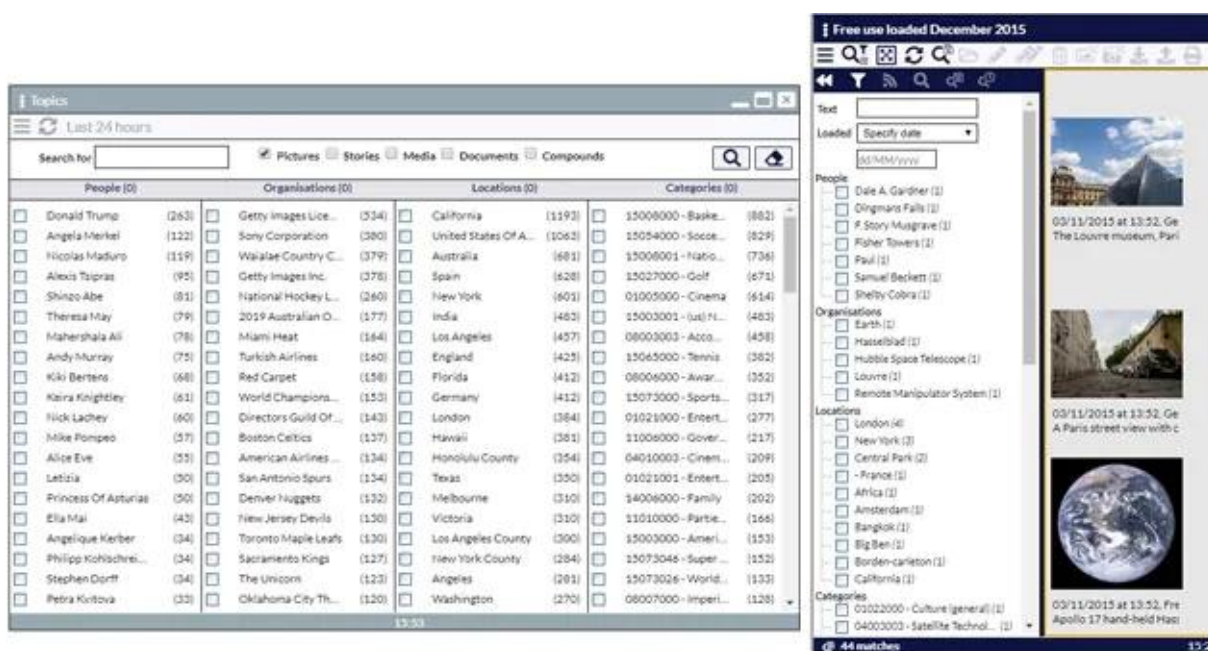 Topics
Last 24 hours
Search for Pictures Stories Media Documents Compounds
People (0) Organisations (0) Locations (0) Categories (0)
Donald Trump (263) Getty Images Lice... (534) California (1193) 15008000 - Baske... (882)
Angela Merkel (122) Sony Corporation (380) United States Of A... (1063) 15054000 - Socce... (829)
Nicolas Maduro (119) Waialae Country C... (379) Australia (681) 15008001 - Natio... (736)
Alexis Tsipras (95) Getty Images Inc. (378) Spain (628) 15027000 - Golf (671)
Shinzo Abe (81) National Hockey L... (260) New York (601) 01005000 - Cinema (614)
Theresa May (79) 2019 Australian O... (177) India (483) 15003001 - (us) N... (483)
Mahershala Ali (78) Miami Heat (164) Los Angeles (457) 08003003 - Acco... (458)
Andy Murray (75) Turkish Airlines (160) England (425) 15065000 - Tennis (382)
Kiki Bertens (68) Red Carpet (158) Florida (412) 08006000 - Awar... (352)
Keira Knightley (61) World Champions... (153) Germany (412) 15073000 - Sports... (317)
Nick Lachey (60) Directors Guild Of... (143) London (384) 01021000 - Entert... (277)
Mike Pompeo (57) Boston Celtics (137) Hawaii (381) 11006000 - Gover... (217)
Alice Eve (55) American Airlines ... (134) Honolulu County (354) 04010003 - Cinem... (209)
Letizia (50) San Antonio Spurs (134) Texas (350) 01021001 - Entert... (205)
Princess Of Asturias (50) Denver Nuggets (132) Melbourne (310) 14006000 - Family (202)
Ella Mai (43) New Jersey Devils (130) Victoria (310) 11010000 - Partie... (166)
Angelique Kerber (34) Toronto Maple Leafs (130) Los Angeles County (300) 15003000 - Ameri... (153)
Philipp Kohlschrei... (34) Sacramento Kings (127) New York County (284) 15073046 - Super ... (152)
Stephen Dorff (34) The Unicorn (123) Angeles (281) 15073026 - World... (133)
Petra Kvitova (33) Oklahoma City Th... (120) Washington (270) 08007000 - Imperi... (128)
15:53
Free use loaded December 2015
Text
Loaded Specify date
dd/MM/yyyy
People
Dale A. Gardner (1)
Dingmans Falls (1)
F. Story Musgrave (1)
Fisher Towers (1)
Paul (1)
Samuel Beckett (1)
Shelby Cobra (1)
Organisations
Earth (1)
Hasselblad (1)
Hubble Space Telescope (1)
Louvre (1)
Remote Manipulator System (1)
Locations
London (4)
New York (3)
Central Park (2)
- France (1)
Africa (1)
Amsterdam (1)
Bangkok (1)
Big Ben (1)
Borden-carleton (1)
California (1)
Categories
01022000 - Culture (general) (1)
04003003 - Satellite Technol... (1)
44 matches
03/11/2015 at 13:52, Ge
The Louvre museum, Pari
03/11/2015 at 13:52, Ge
A Paris street view with c
03/11/2015 at 13:52, Fre
Apollo 17 hand-held Hass